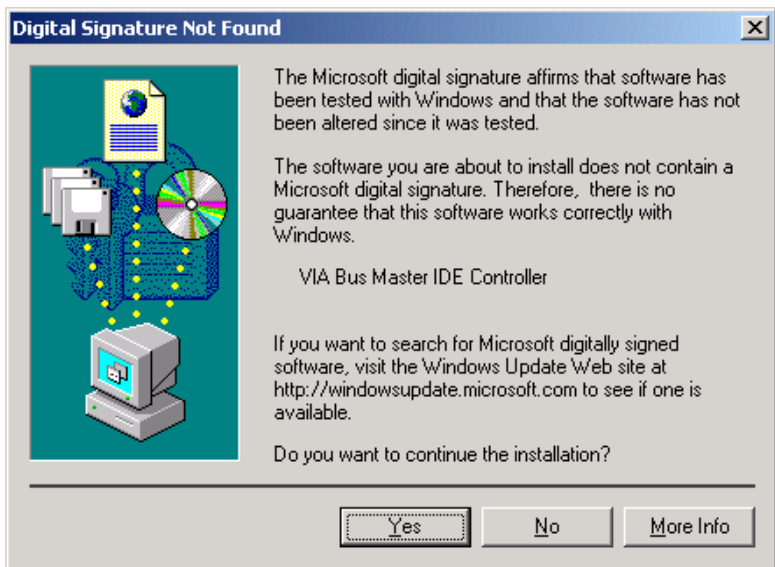 Digital Signature Not Found
The Microsoft digital signature affirms that software has
been tested with Windows and that the software has not
been altered since it was tested.
The software you are about to install does not contain a
Microsoft digital signature. Therefore,  there is no
guarantee that this software works correctly with
Windows.
VIA Bus Master IDE Controller
If you want to search for Microsoft digitally signed
software, visit the Windows Update Web site at
http://windowsupdate.microsoft.com to see if one is
available.
Do you want to continue the installation?
Yes
No
More Info